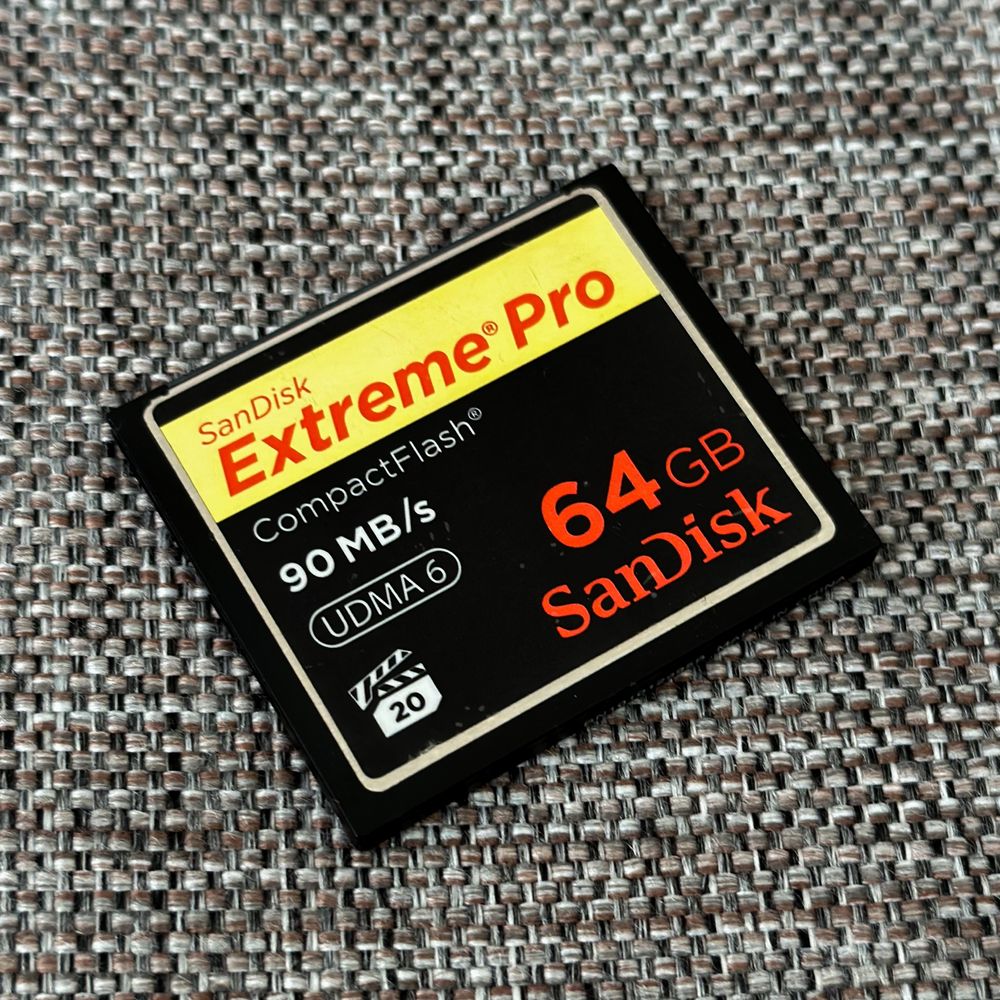 SanDisk
Extreme® Pro
CompactFlash®
90 MB/s
UDMA 6
20
64 GB
SanDisk